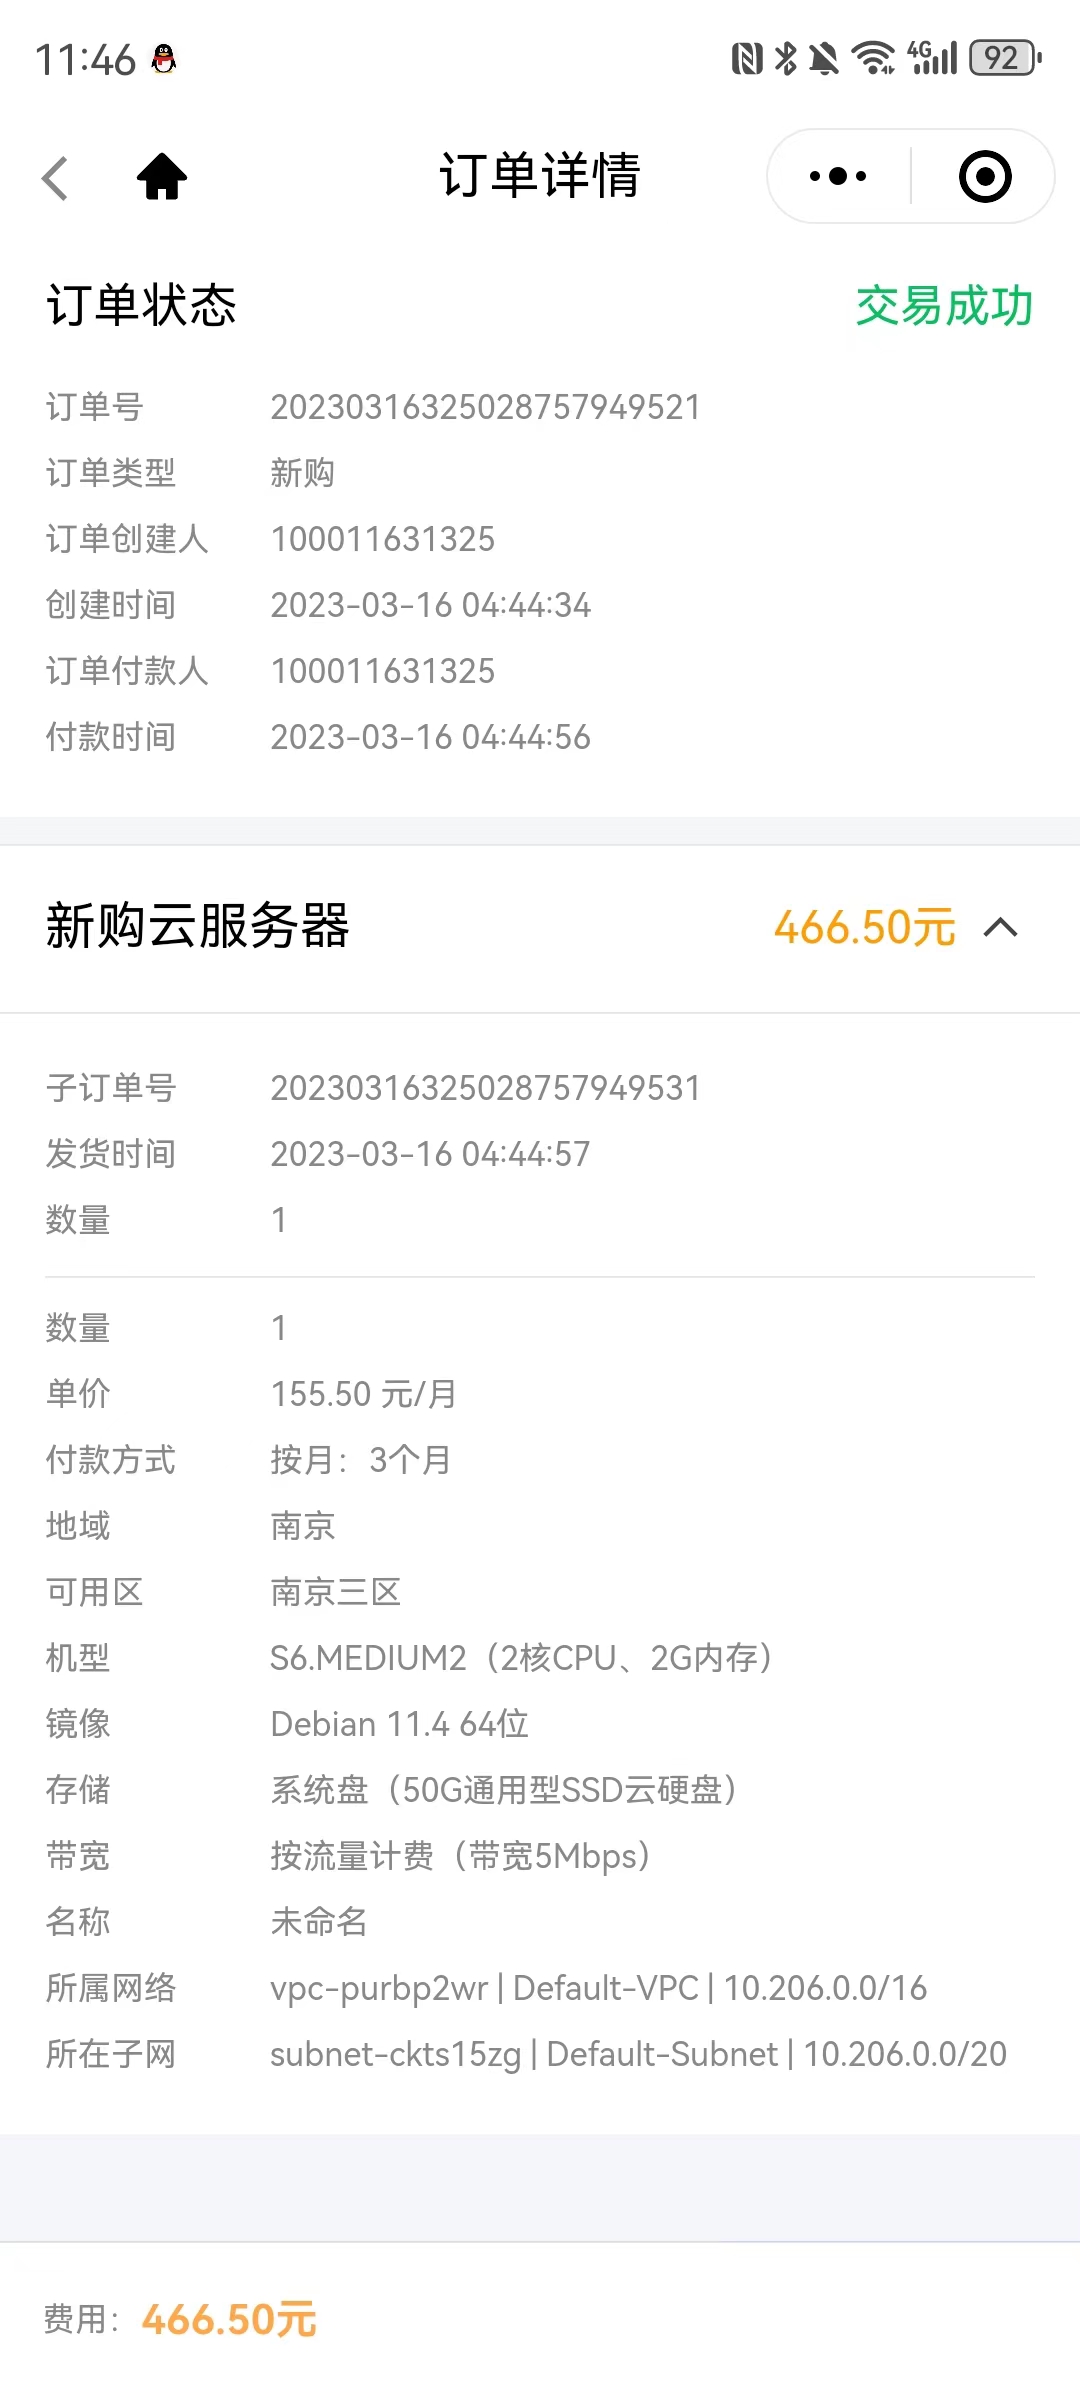 11:46 4G 92
订单详情
订单状态 交易成功
订单号 20230316325028757949521
订单类型 新购
订单创建人 100011631325
创建时间 2023-03-16 04:44:34
订单付款人 100011631325
付款时间 2023-03-16 04:44:56
新购云服务器 466.50元
子订单号 20230316325028757949531
发货时间 2023-03-16 04:44:57
数量 1
数量 1
单价 155.50 元/月
付款方式 按月：3个月
地域 南京
可用区 南京三区
机型 S6.MEDIUM2（2核CPU、2G内存）
镜像 Debian 11.4 64位
存储 系统盘（50G通用型SSD云硬盘）
带宽 按流量计费（带宽5Mbps）
名称 未命名
所属网络 vpc-purbp2wr | Default-VPC | 10.206.0.0/16
所在子网 subnet-ckts15zg | Default-Subnet | 10.206.0.0/20
费用：466.50元